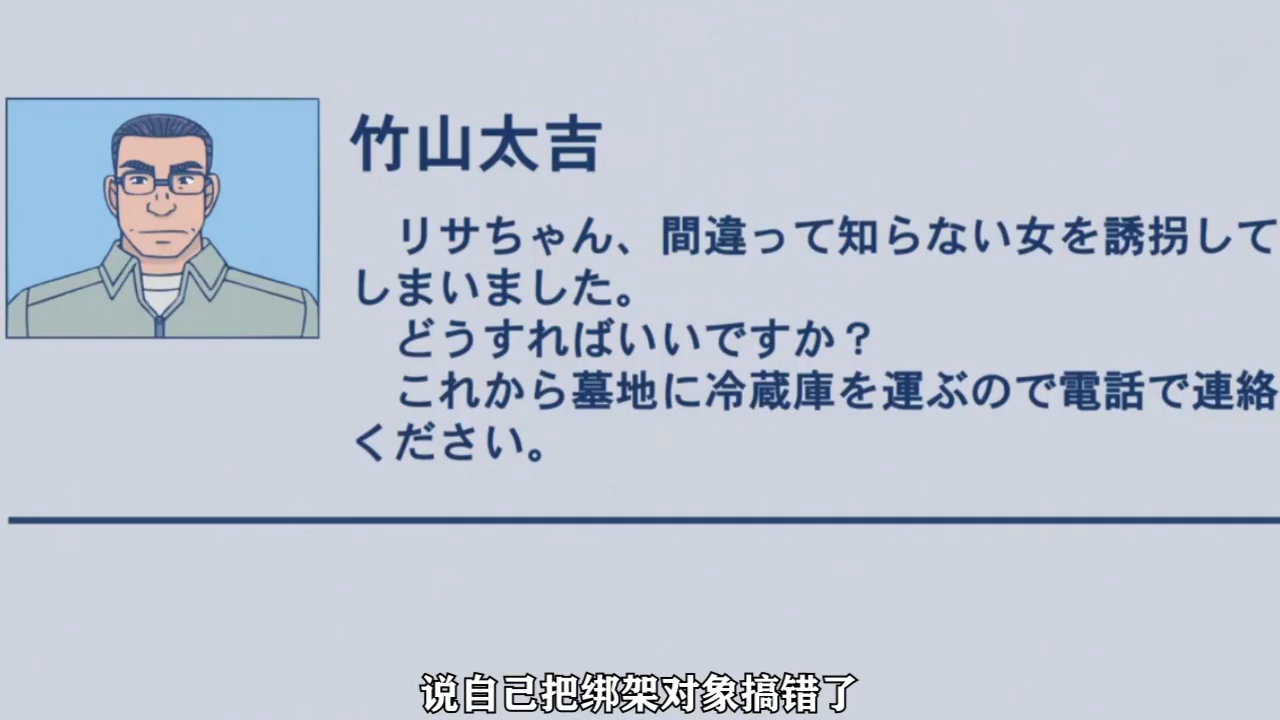 竹山太吉
リサちゃん、間違って知らない女を誘拐して
しまいました。
どうすればいいですか？
これから墓地に冷蔵庫を運ぶので電話で連絡
ください。
说自己把绑架对象搞错了